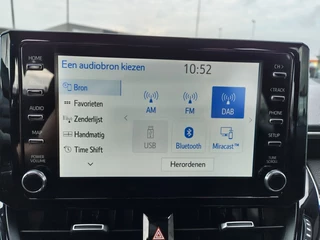 Een audiobron kiezen
10:52
HOME
AUDIO
MAP
POWER
VOLUME
Bron
Favorieten
Zenderlijst
Handmatig
Time Shift
AM
FM
DAB
USB
Bluetooth
Miracast™
Herordenen
CH
TRACK
PHONE
SETUP
TUNE
SCROLL